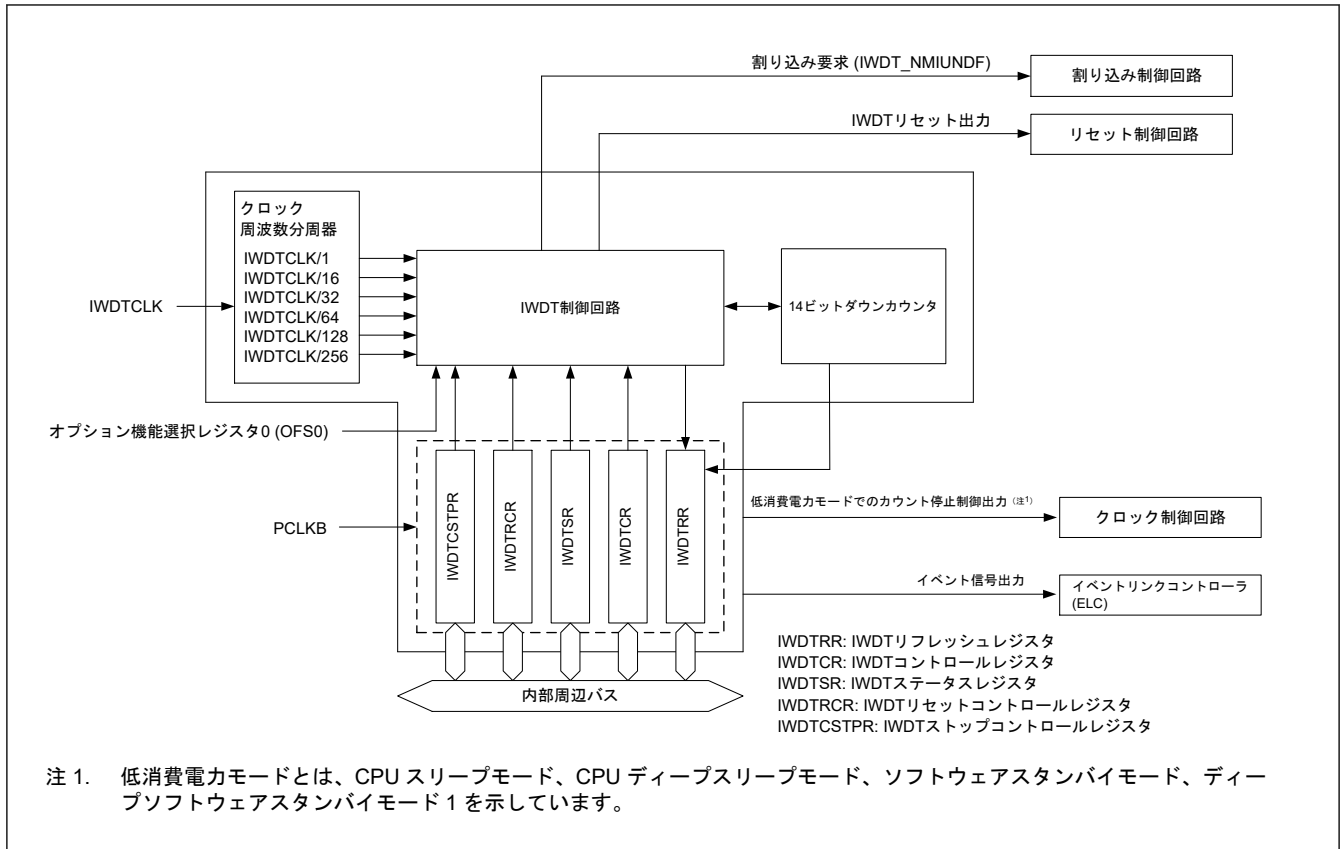 割り込み要求 (IWDT_NMIUNDF)
割り込み制御回路
IWDTリセット出力
リセット制御回路
クロック
周波数分周器
IWDTCLK/1
IWDTCLK/16
IWDTCLK/32
IWDTCLK/64
IWDTCLK/128
IWDTCLK/256
IWDTCLK
IWDT制御回路
14ビットダウンカウンタ
オプション機能選択レジスタ0 (OFS0)
PCLKB
IWDTCSTPR
IWDTRCR
IWDTSR
IWDTCR
IWDTRR
低消費電力モードでのカウント停止制御出力（注1）
クロック制御回路
イベント信号出力
イベントリンクコントローラ
(ELC)
内部周辺バス
IWDTRR: IWDTリフレッシュレジスタ
IWDTCR: IWDTコントロールレジスタ
IWDTSR: IWDTステータスレジスタ
IWDTRCR: IWDTリセットコントロールレジスタ
IWDTCSTPR: IWDTストップコントロールレジスタ
注 1. 低消費電力モードとは、CPU スリープモード、CPU ディープスリープモード、ソフトウェアスタンバイモード、ディー
プソフトウェアスタンバイモード 1 を示しています。